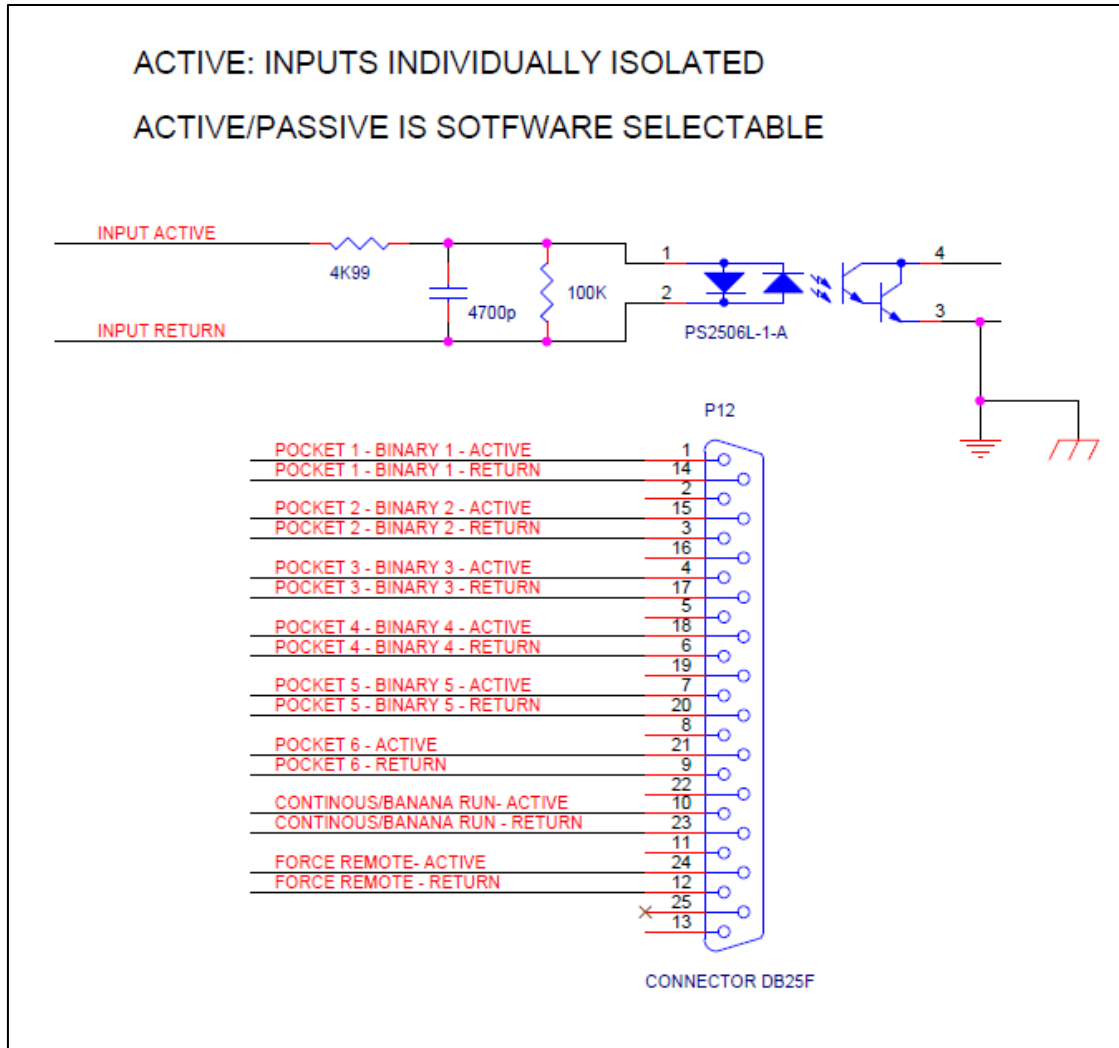 ACTIVE: INPUTS INDIVIDUALLY ISOLATED
ACTIVE/PASSIVE IS SOTFWARE SELECTABLE
INPUT ACTIVE
4K99
4700p
100K
INPUT RETURN
1
2
PS2506L-1-A
4
3
P12
POCKET 1 - BINARY 1 - ACTIVE 1
POCKET 1 - BINARY 1 - RETURN 14
2
POCKET 2 - BINARY 2 - ACTIVE 15
POCKET 2 - BINARY 2 - RETURN 3
16
POCKET 3 - BINARY 3 - ACTIVE 4
POCKET 3 - BINARY 3 - RETURN 17
5
POCKET 4 - BINARY 4 - ACTIVE 18
POCKET 4 - BINARY 4 - RETURN 6
19
POCKET 5 - BINARY 5 - ACTIVE 7
POCKET 5 - BINARY 5 - RETURN 20
8
POCKET 6 - ACTIVE 21
POCKET 6 - RETURN 9
22
CONTINOUS/BANANA RUN- ACTIVE 10
CONTINOUS/BANANA RUN - RETURN 23
11
FORCE REMOTE- ACTIVE 24
FORCE REMOTE - RETURN 12
25
13
CONNECTOR DB25F